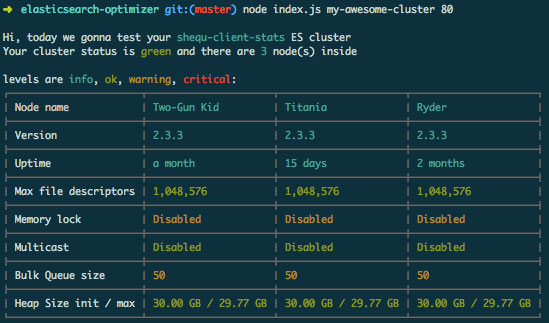 ➜ elasticsearch-optimizer git:(master) node index.js my-awesome-cluster 80
Hi, today we gonna test your shequ-client-stats ES cluster
Your cluster status is green and there are 3 node(s) inside
levels are info, ok, warning, critical:
Node name Two-Gun Kid Titania Ryder
Version 2.3.3 2.3.3 2.3.3
Uptime a month 15 days 2 months
Max file descriptors 1,048,576 1,048,576 1,048,576
Memory lock Disabled Disabled Disabled
Multicast Disabled Disabled Disabled
Bulk Queue size 50 50 50
Heap Size init / max 30.00 GB / 29.77 GB 30.00 GB / 29.77 GB 30.00 GB / 29.77 GB